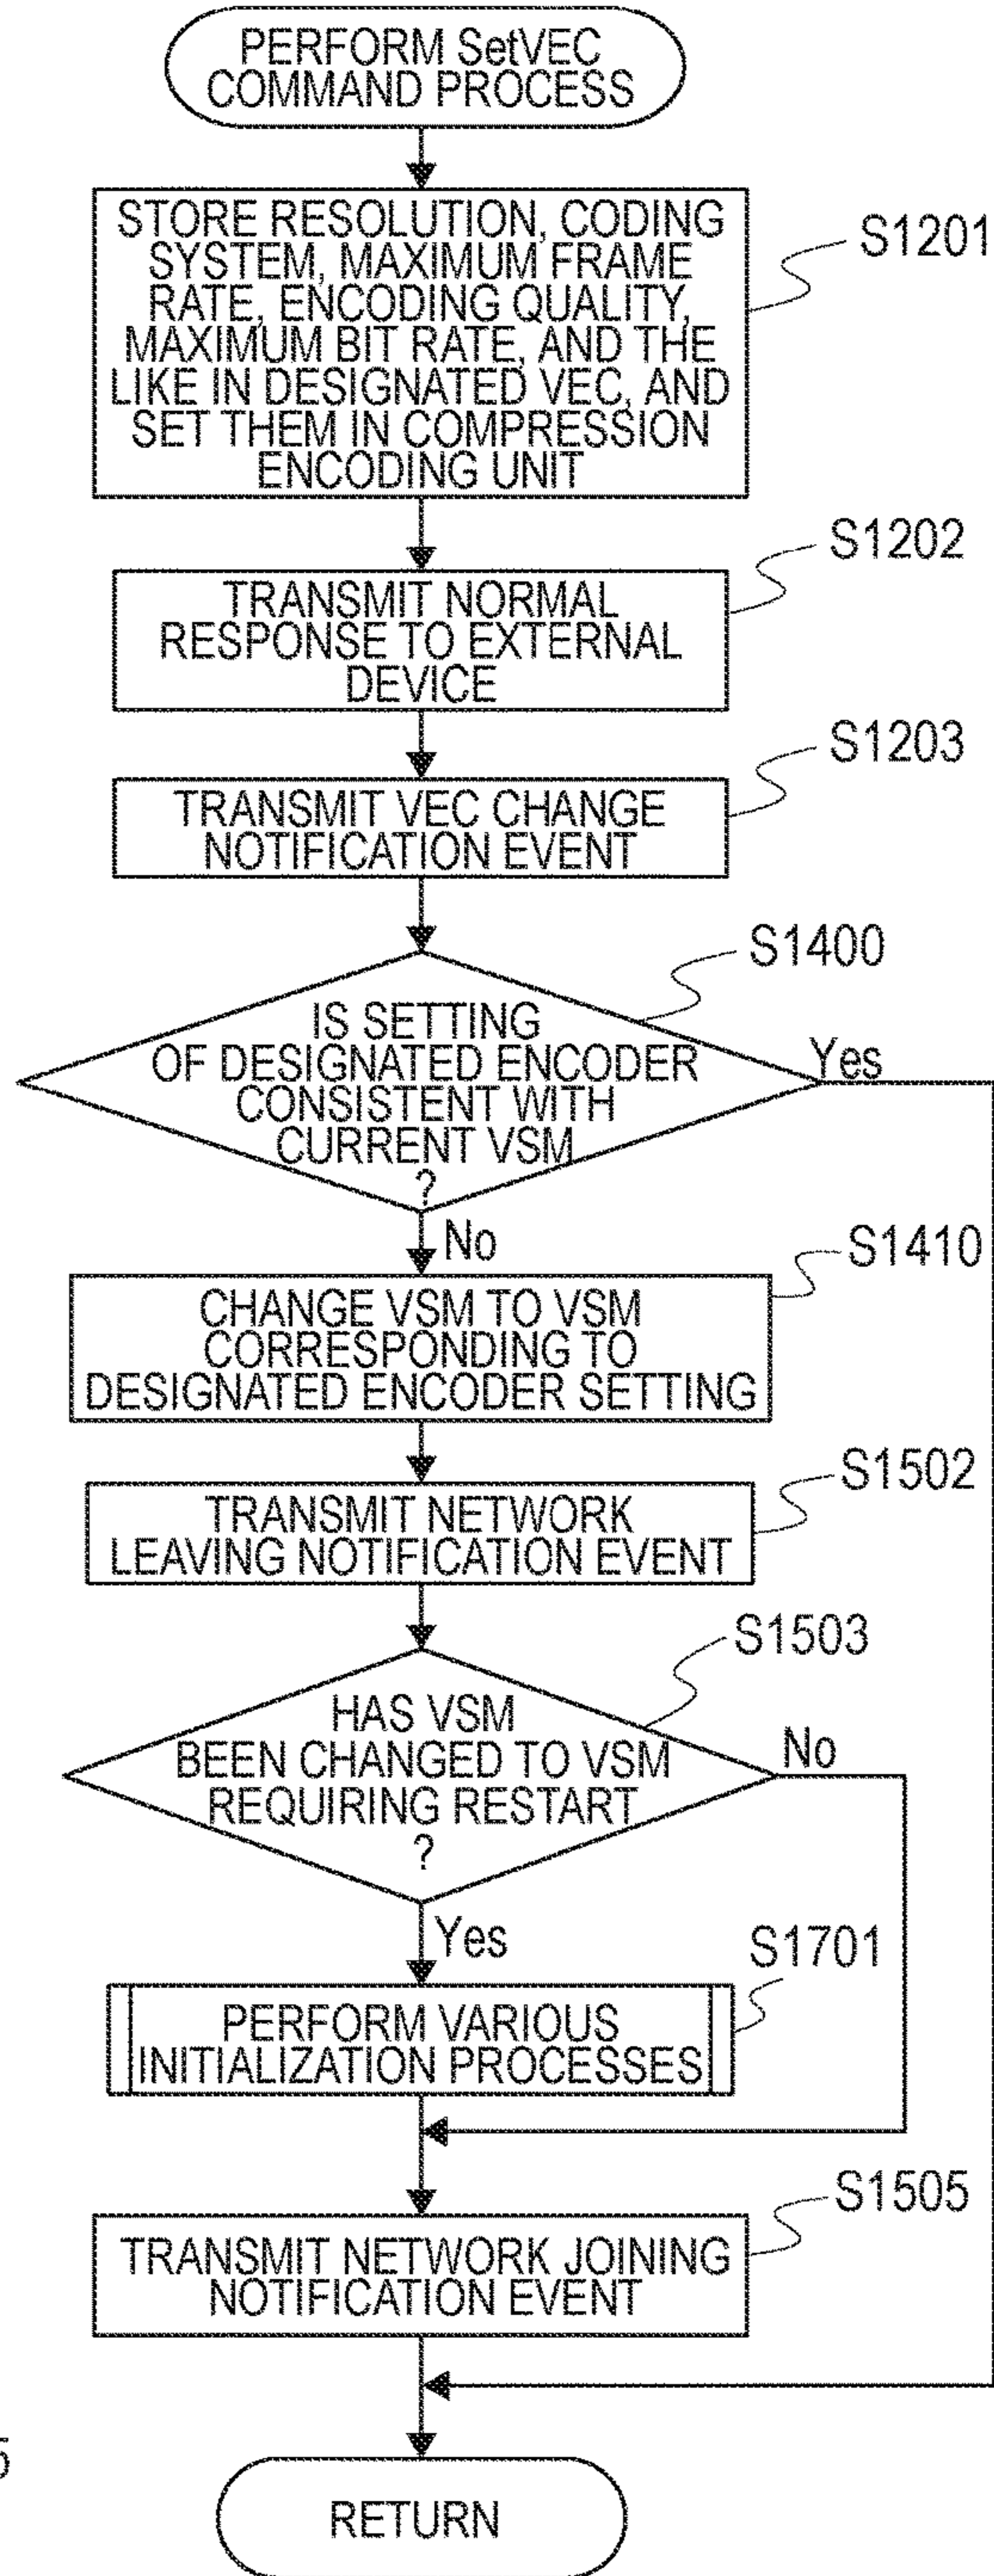 PERFORM SetVEC
COMMAND PROCESS
STORE RESOLUTION, CODING
SYSTEM, MAXIMUM FRAME
RATE, ENCODING QUALITY,
MAXIMUM BIT RATE, AND THE
LIKE IN DESIGNATED VEC, AND
SET THEM IN COMPRESSION
ENCODING UNIT
S1201
TRANSMIT NORMAL
RESPONSE TO EXTERNAL
DEVICE
S1202
TRANSMIT VEC CHANGE
NOTIFICATION EVENT
S1203
IS SETTING
OF DESIGNATED ENCODER
CONSISTENT WITH
CURRENT VSM
?
S1400
Yes
No
CHANGE VSM TO VSM
CORRESPONDING TO
DESIGNATED ENCODER SETTING
S1410
TRANSMIT NETWORK
LEAVING NOTIFICATION EVENT
S1502
HAS VSM
BEEN CHANGED TO VSM
REQUIRING RESTART
?
S1503
No
Yes
PERFORM VARIOUS
INITIALIZATION PROCESSES
S1701
TRANSMIT NETWORK JOINING
NOTIFICATION EVENT
S1505
RETURN